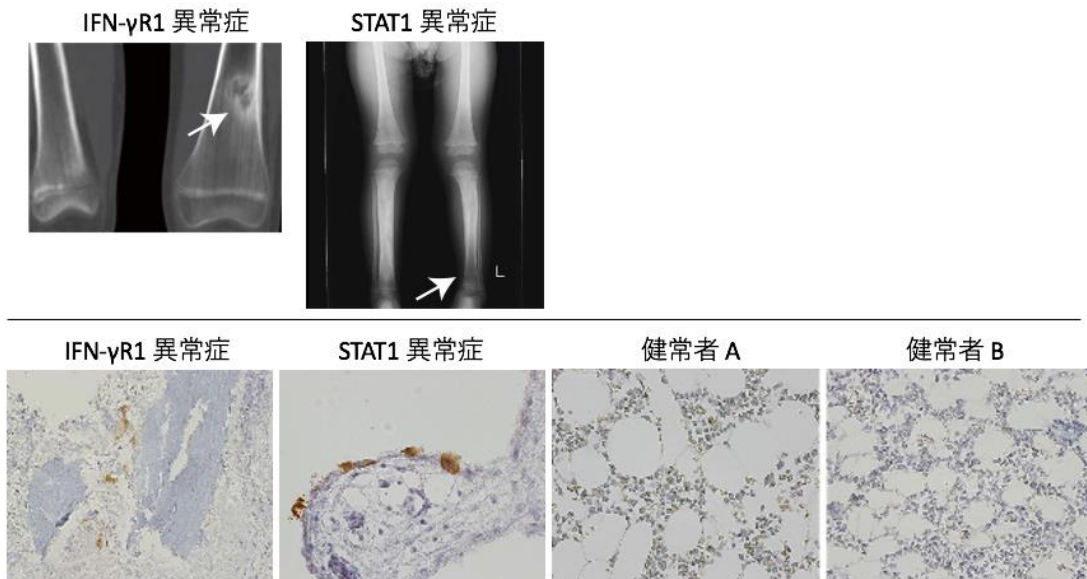 IFN-γR1 異常症
STAT1 異常症
L
IFN-γR1 異常症
STAT1 異常症
健常者 A
健常者 B